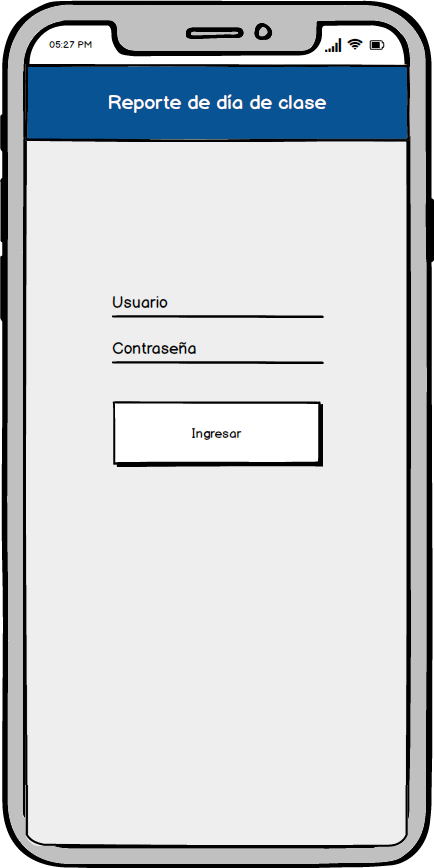 05:27 PM
Reporte de día de clase
Usuario
Contraseña
Ingresar